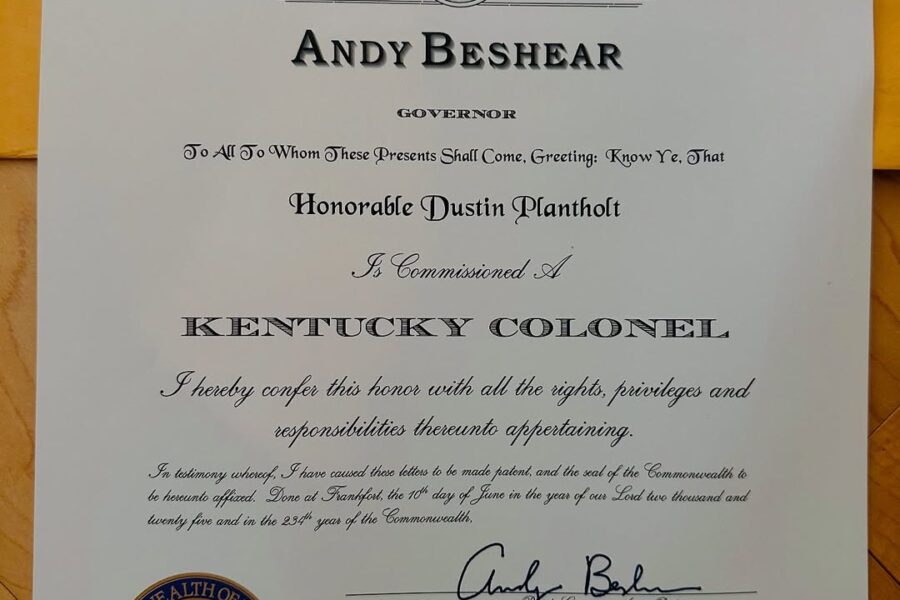 ANDY BESHEAR
GOVERNOR
To All To Whom These Presents Shall Come, Greeting: Know Ye, That
Honorable Dustin Plantholt
Is Commissioned A
KENTUCKY COLONEL
I hereby confer this honor with all the rights, privileges and
responsibilities thereunto appertaining.
In testimony whereof, I have caused these letters to be made patent, and the seal of the Commonwealth to
be hereunto affixed. Done at Frankfort, the 10th day of June in the year of our Lord two thousand and
twenty five and in the 234th year of the Commonwealth.
Andy Beshear
EALTH OF